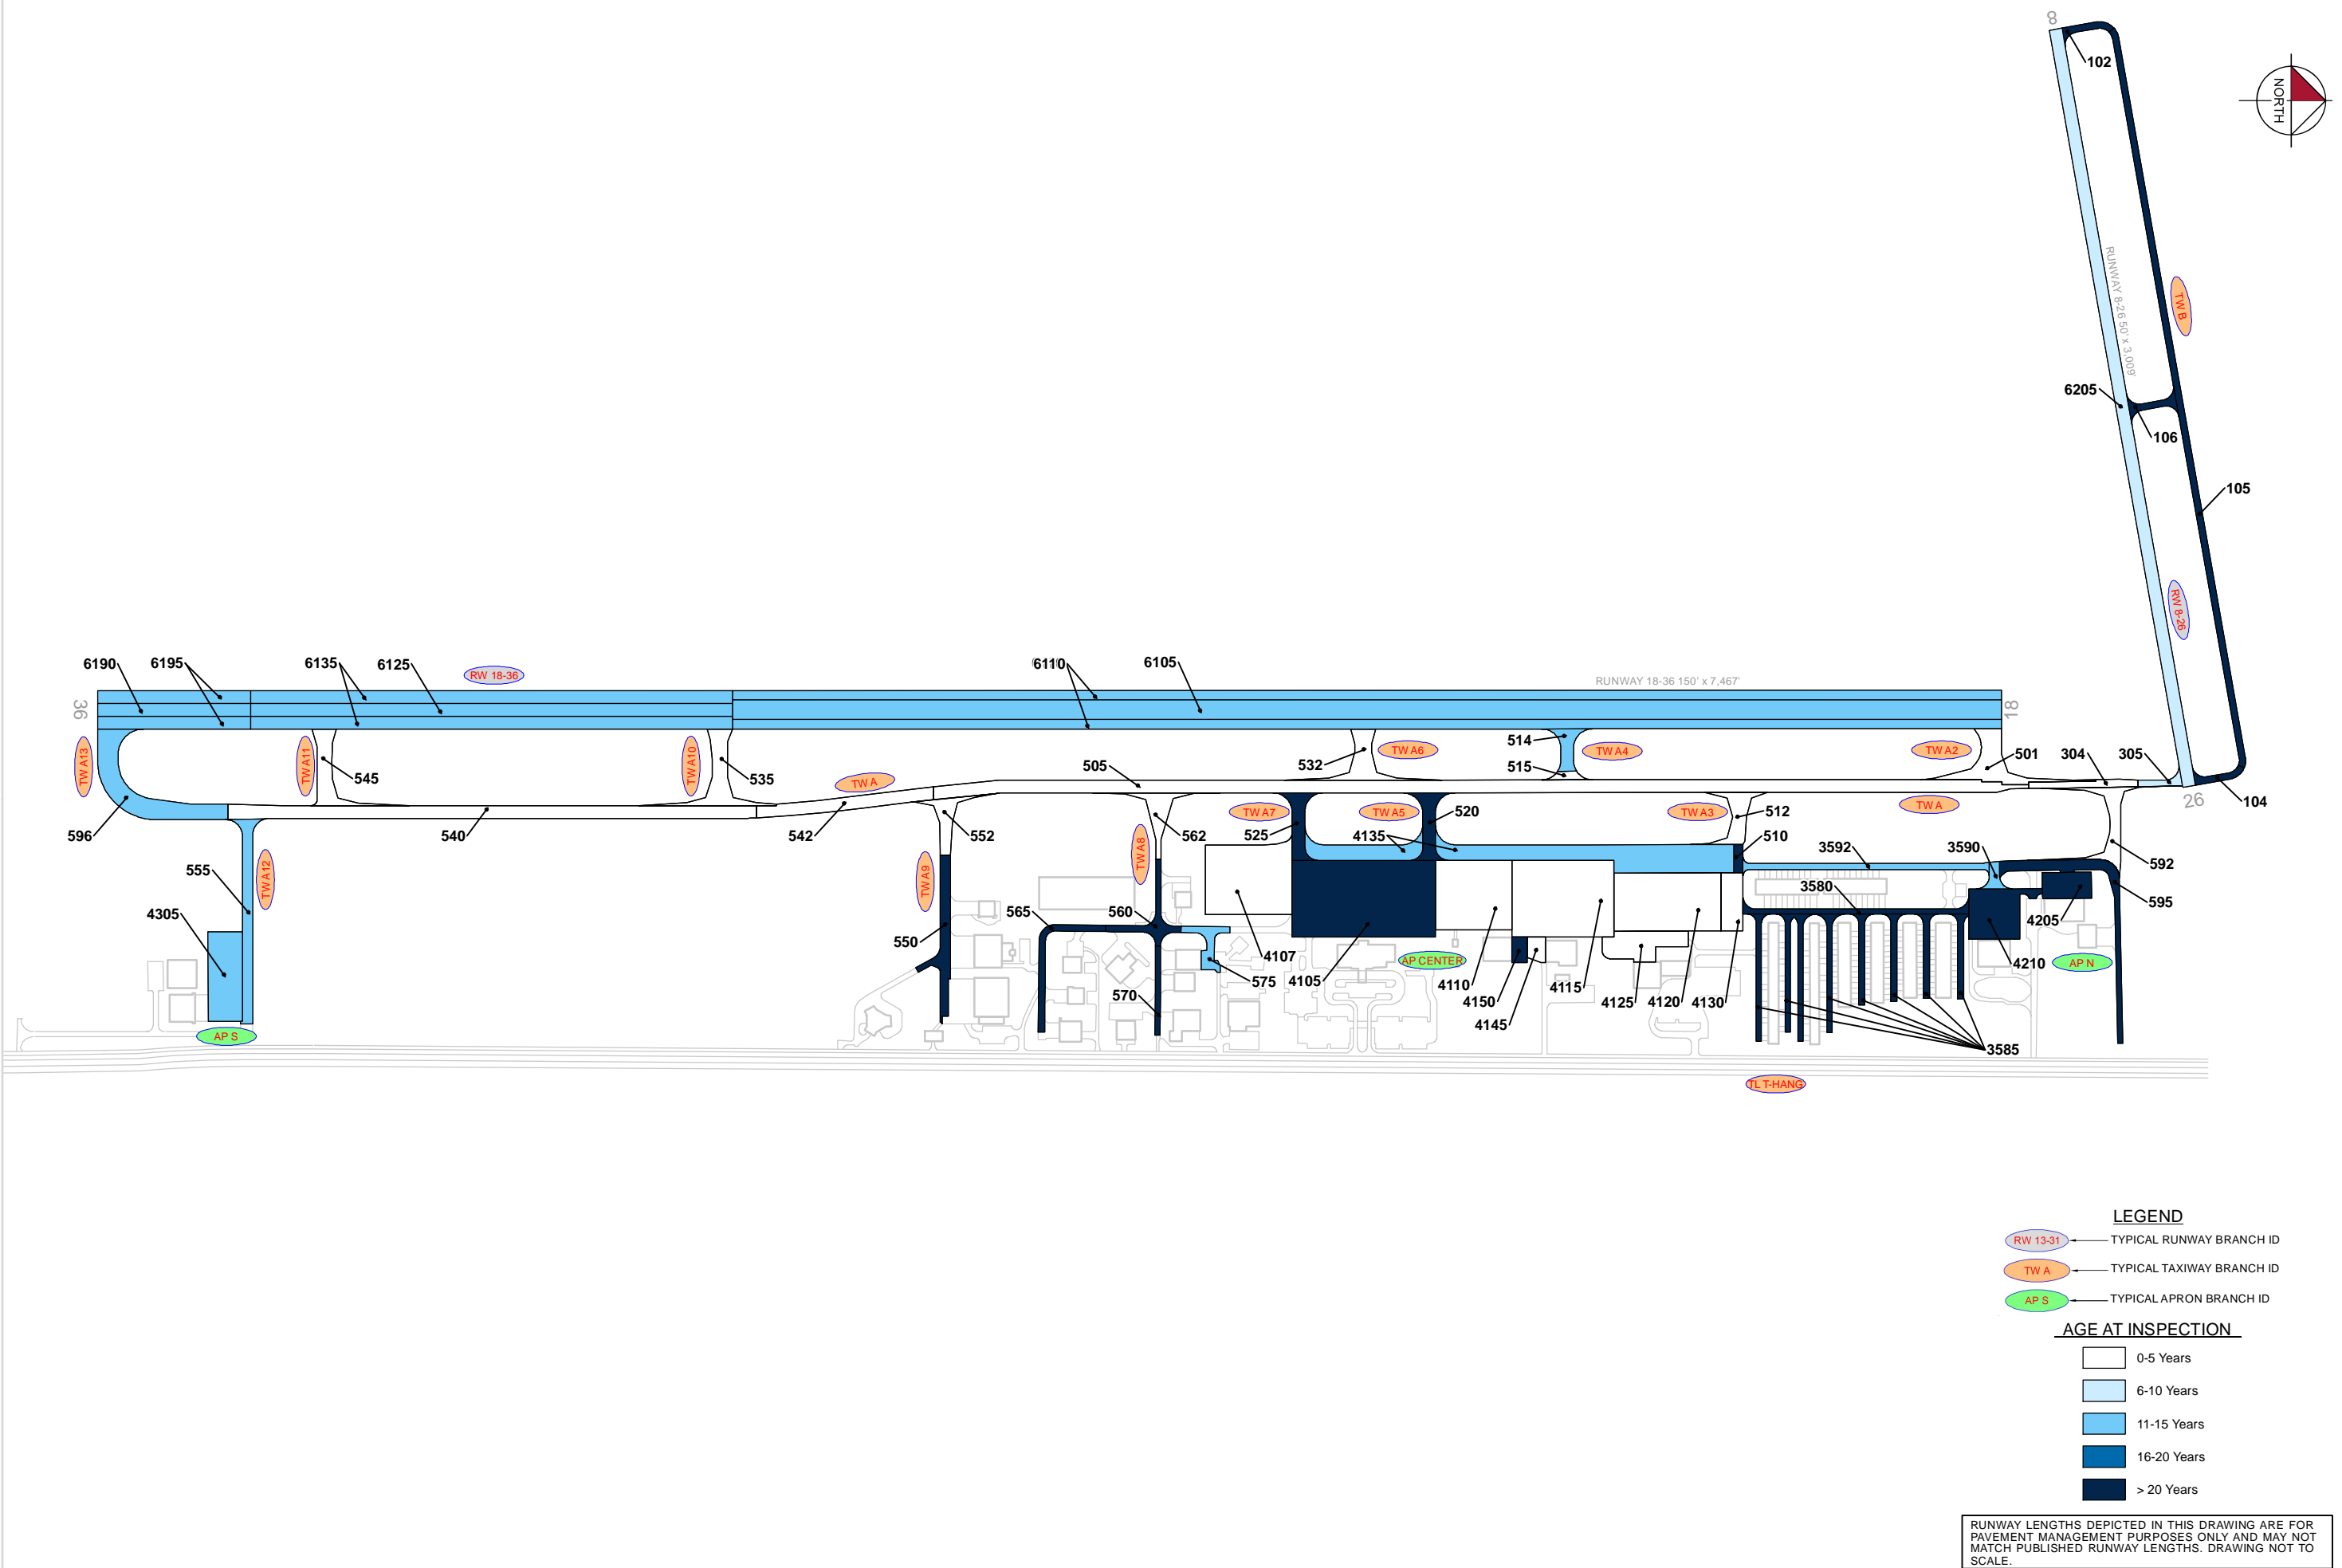 8
102
NORTH
RUNWAY 8-26 50' x 3,009'
TW B
6205
106
105
RW 8-26
6190
6195
6135
6125
RW 18-36
6110
6105
RUNWAY 18-36 150' x 7,467'
36
18
TW A13
TW A11
545
TW A10
535
TW A
505
532
TW A6
514
515
TW A4
TW A2
501
304
305
26
104
596
540
542
552
562
TW A7
525
TW A5
4135
520
TW A3
512
510
TW A
592
555
TW A12
TW A9
TW A8
3592
3590
3580
595
4305
550
565
560
4107
4205
575
4105
AP CENTER
4110
4150
4145
4115
4125
4120
4130
4210
AP N
570
AP S
3585
TL T-HANG
LEGEND
RW 13-31
TYPICAL RUNWAY BRANCH ID
TW A
TYPICAL TAXIWAY BRANCH ID
AP S
TYPICAL APRON BRANCH ID
AGE AT INSPECTION
0-5 Years
6-10 Years
11-15 Years
16-20 Years
> 20 Years
RUNWAY LENGTHS DEPICTED IN THIS DRAWING ARE FOR
PAVEMENT MANAGEMENT PURPOSES ONLY AND MAY NOT
MATCH PUBLISHED RUNWAY LENGTHS. DRAWING NOT TO
SCALE.